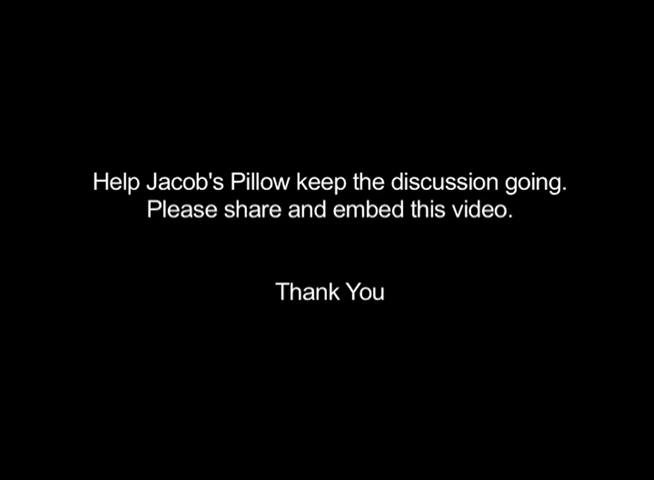 Help Jacob's Pillow keep the discussion going.
Please share and embed this video.
Thank You